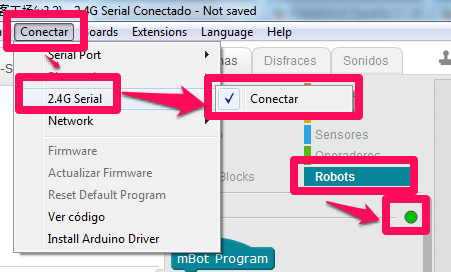 客工场(v3.3) - 2.4G Serial Conectado - Not saved
Conectar Boards Extensions Language Help
Serial Port
2.4G Serial
Conectar
Network
Firmware
Actualizar Firmware
Reset Default Program
Ver código
Install Arduino Driver
mas Disfraces Sonidos
Sensores
Operadores
Blocks
Robots
mBot Program